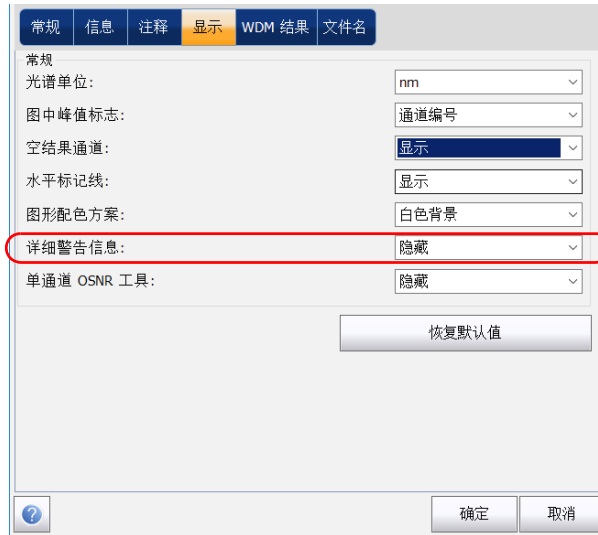 常规 信息 注释 显示 WDM 结果 文件名
常规
光谱单位: nm
图中峰值标志: 通道编号
空结果通道: 显示
水平标记线: 显示
图形配色方案: 白色背景
详细警告信息: 隐藏
单通道 OSNR 工具: 隐藏
恢复默认值
? 确定 取消